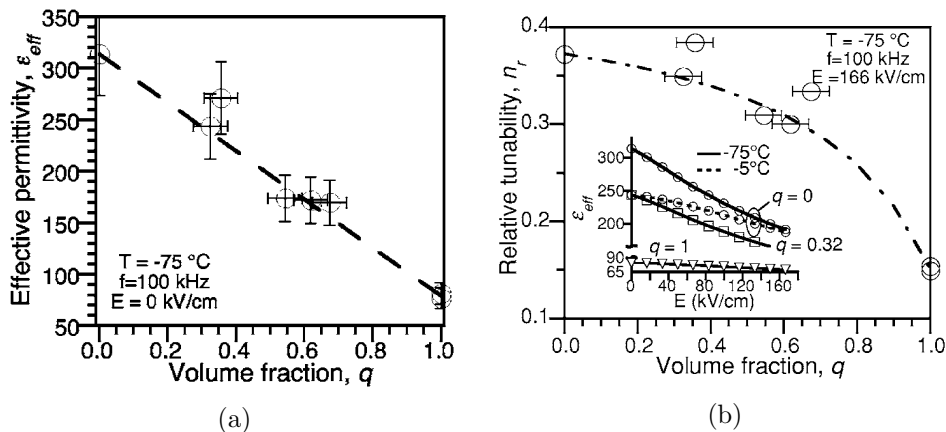 Effective permittivity, εeff
400
350
300
250
200
150
100
50
T = -75 °C
f=100 kHz
E = 0 kV/cm
0.0 0.2 0.4 0.6 0.8 1.0
Volume fraction, q
(a)
Relative tunability, nr
0.4
0.3
0.2
0.1
T = -75 °C
f=100 kHz
E =166 kV/cm
-75°C
-5°C
εeff
300
250
200
90
65
q = 0
q = 0.32
q = 1
0 40 80 120 160
E (kV/cm)
0.0 0.2 0.4 0.6 0.8 1.0
Volume fraction, q
(b)